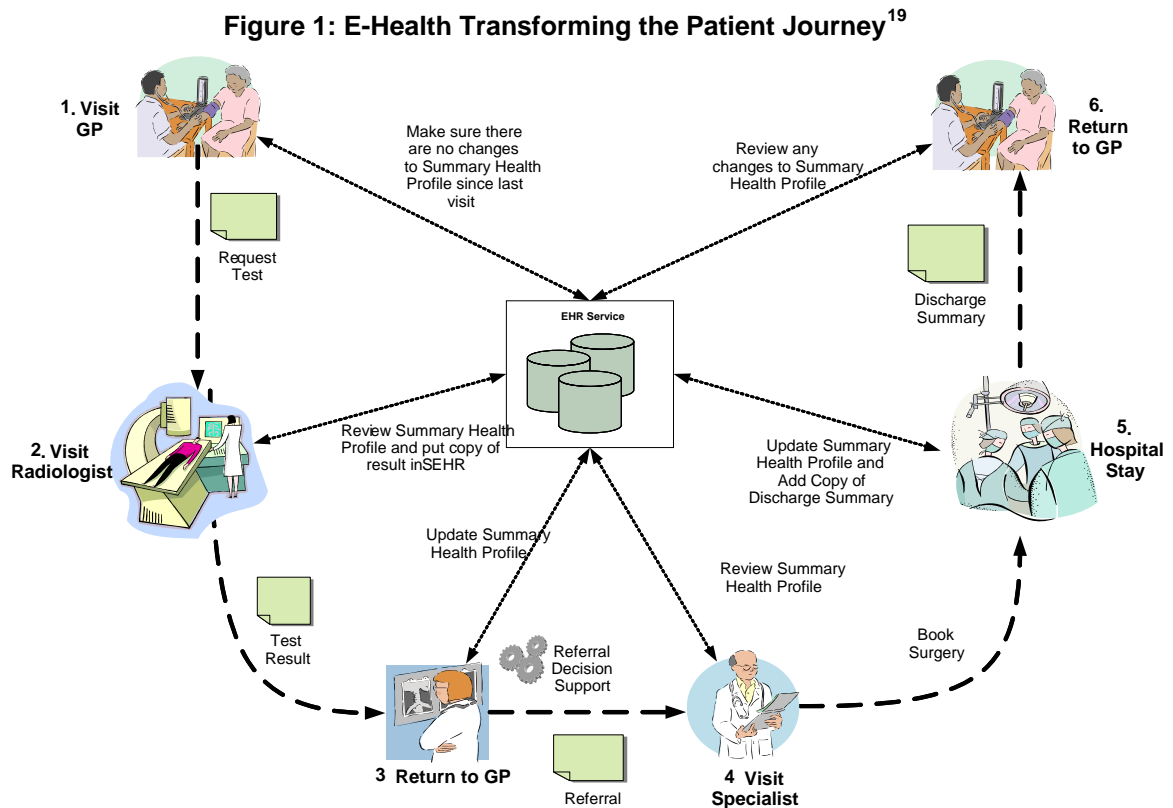 Figure 1: E-Health Transforming the Patient Journey19
1. Visit
GP
Make sure there
are no changes
to Summary Health
Profile since last
visit
Review any
changes to Summary
Health Profile
6.
Return
to GP
Request
Test
EHR Service
Discharge
Summary
2. Visit
Radiologist
Review Summary Health
Profile and put copy of
result inSEHR
Update Summary
Health Profile and
Add Copy of
Discharge Summary
5.
Hospital
Stay
Update Summary
Health Profile
Review Summary
Health Profile
Test
Result
Referral
Decision
Support
Book
Surgery
3 Return to GP
Referral
4 Visit
Specialist